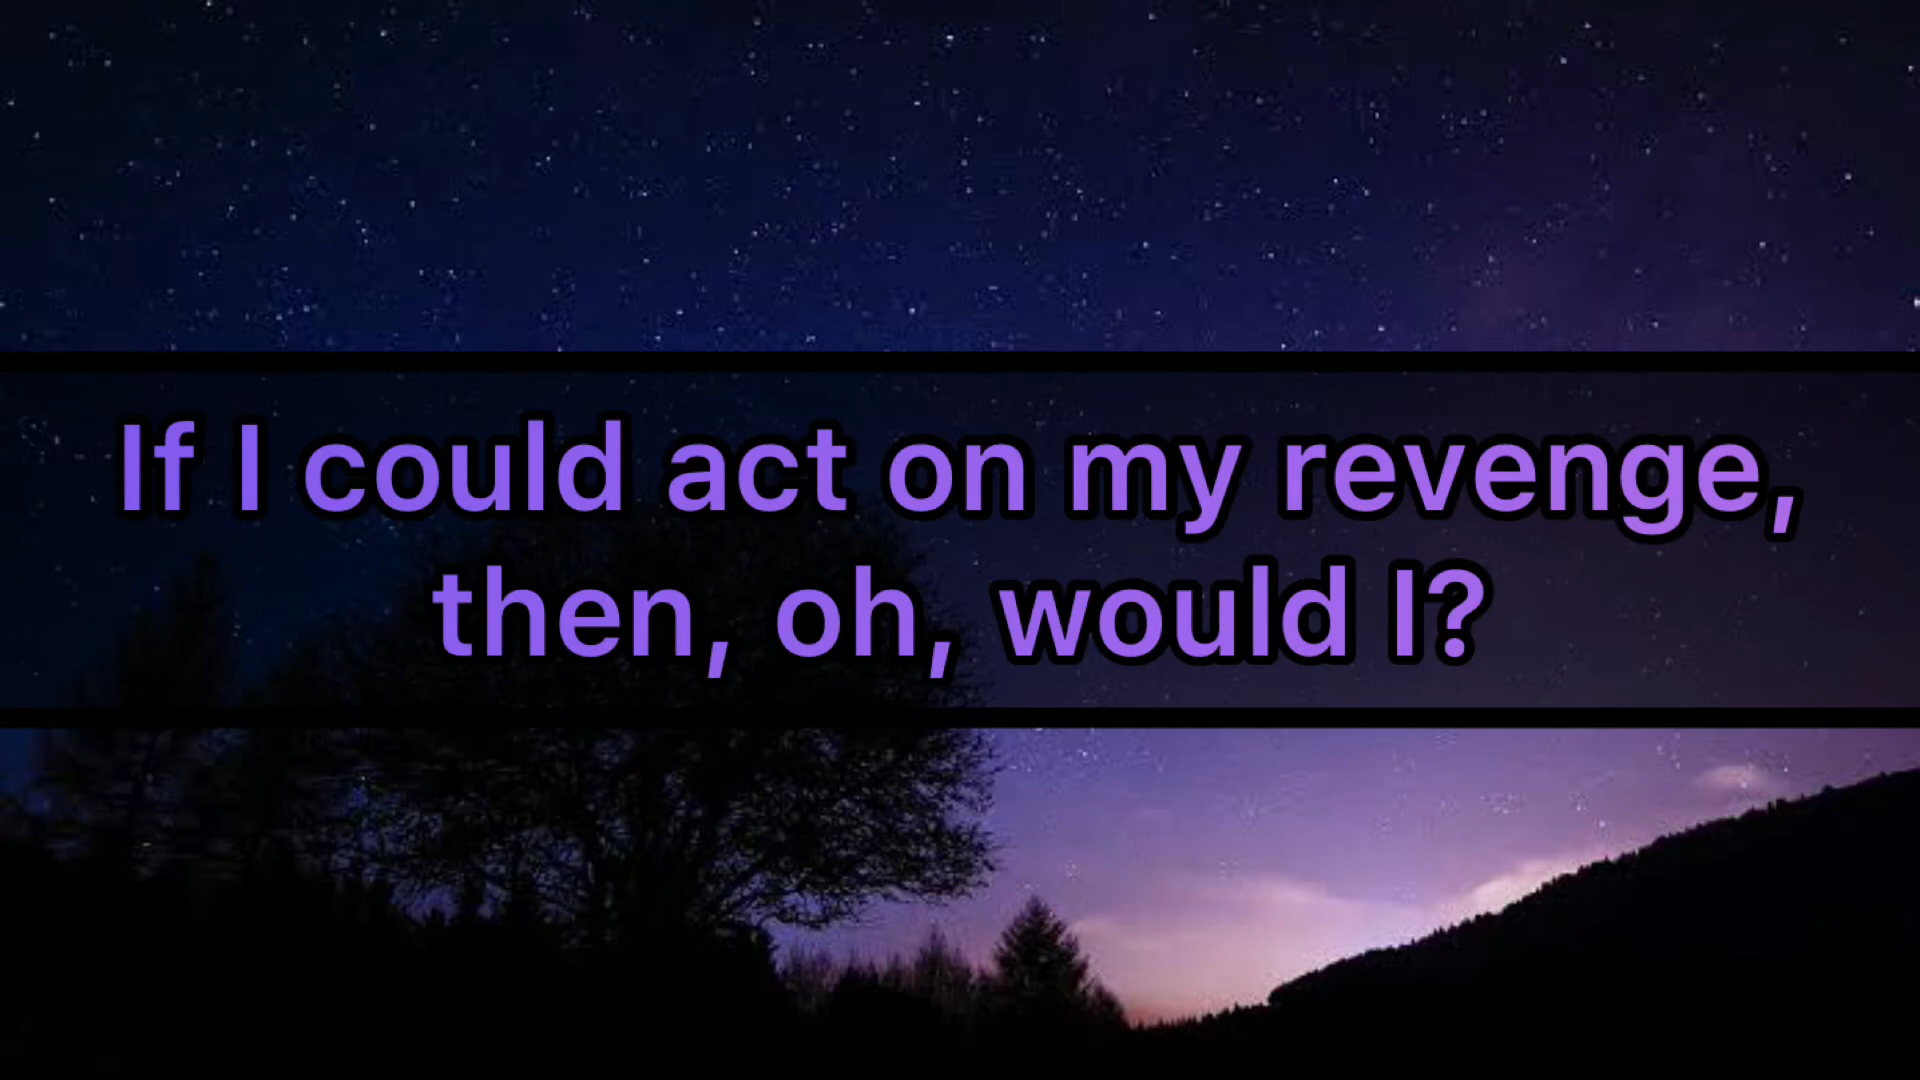 If I could act on my revenge,
then, oh, would I?